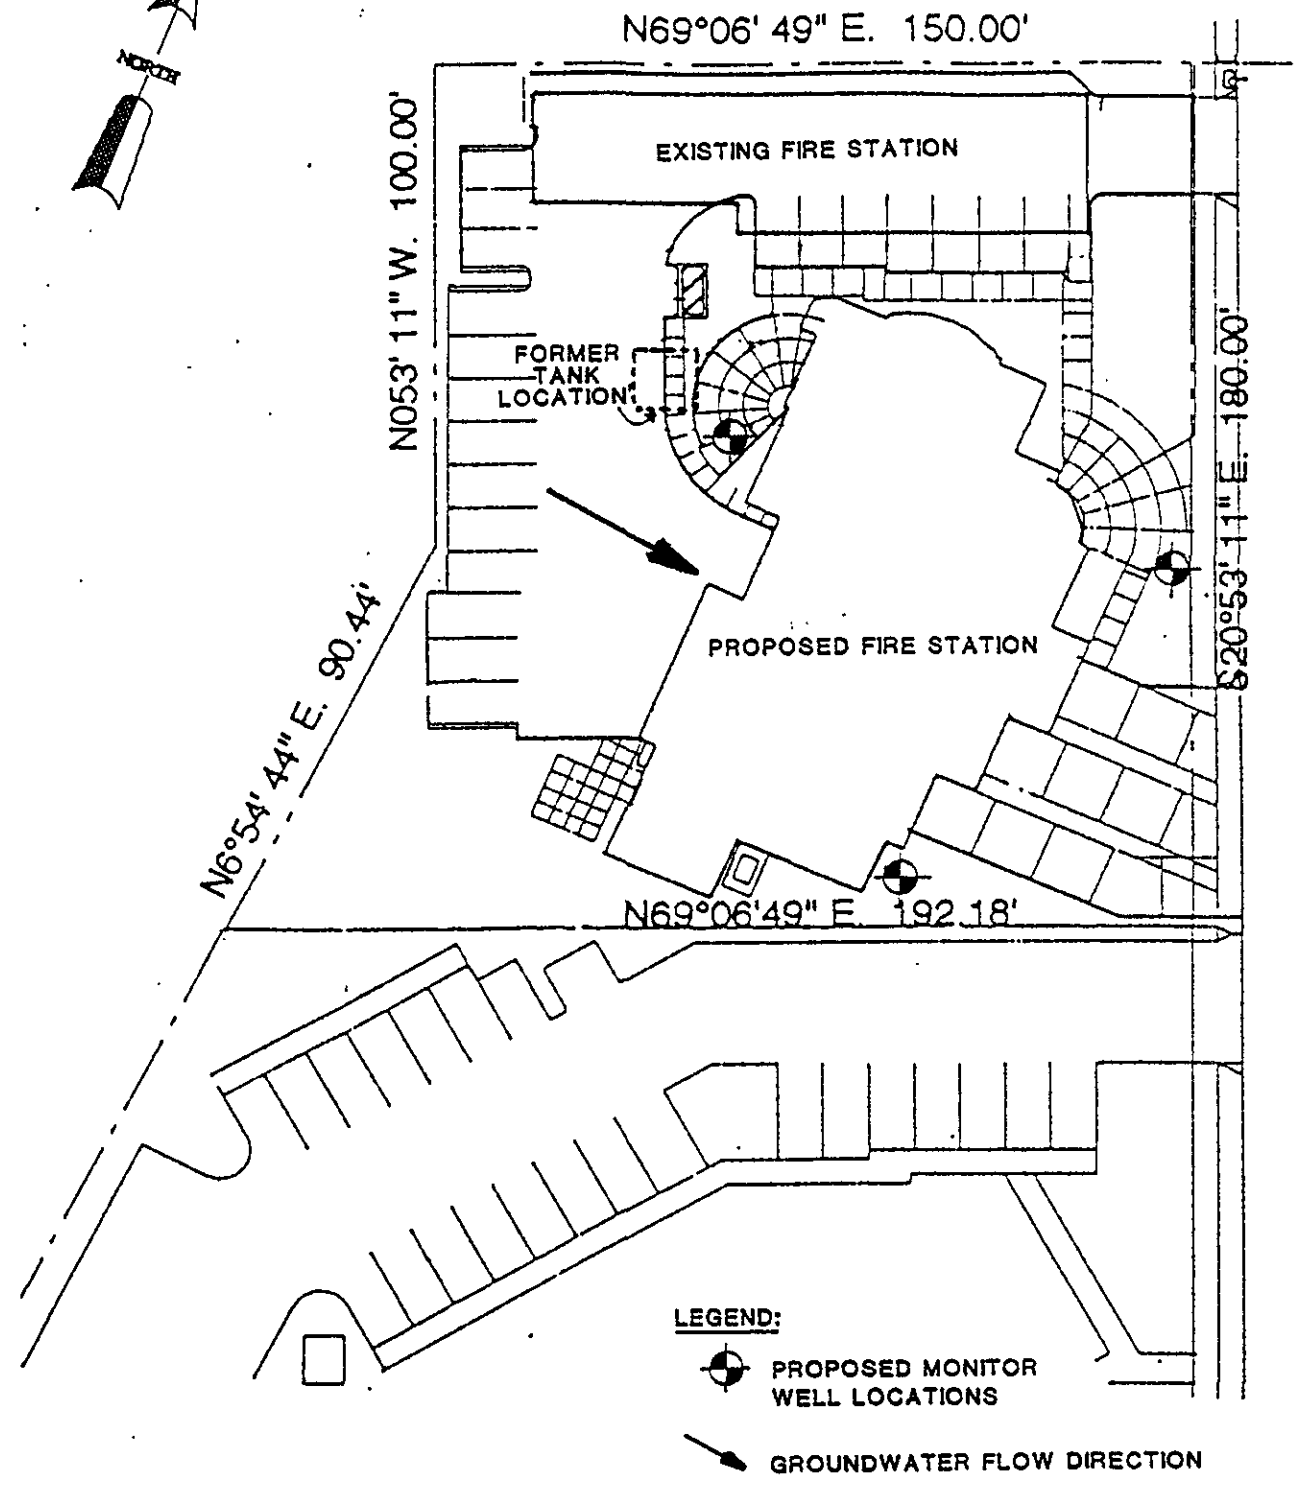 N69°06' 49" E. 150.00'
NORTH
EXISTING FIRE STATION
N053' 11" W. 100.00'
FORMER
TANK
LOCATION
S20°53' 11" E. 180.00'
PROPOSED FIRE STATION
N6°54' 44" E. 90.44'
N69°06'49" E. 192.18'
LEGEND:
PROPOSED MONITOR
WELL LOCATIONS
GROUNDWATER FLOW DIRECTION